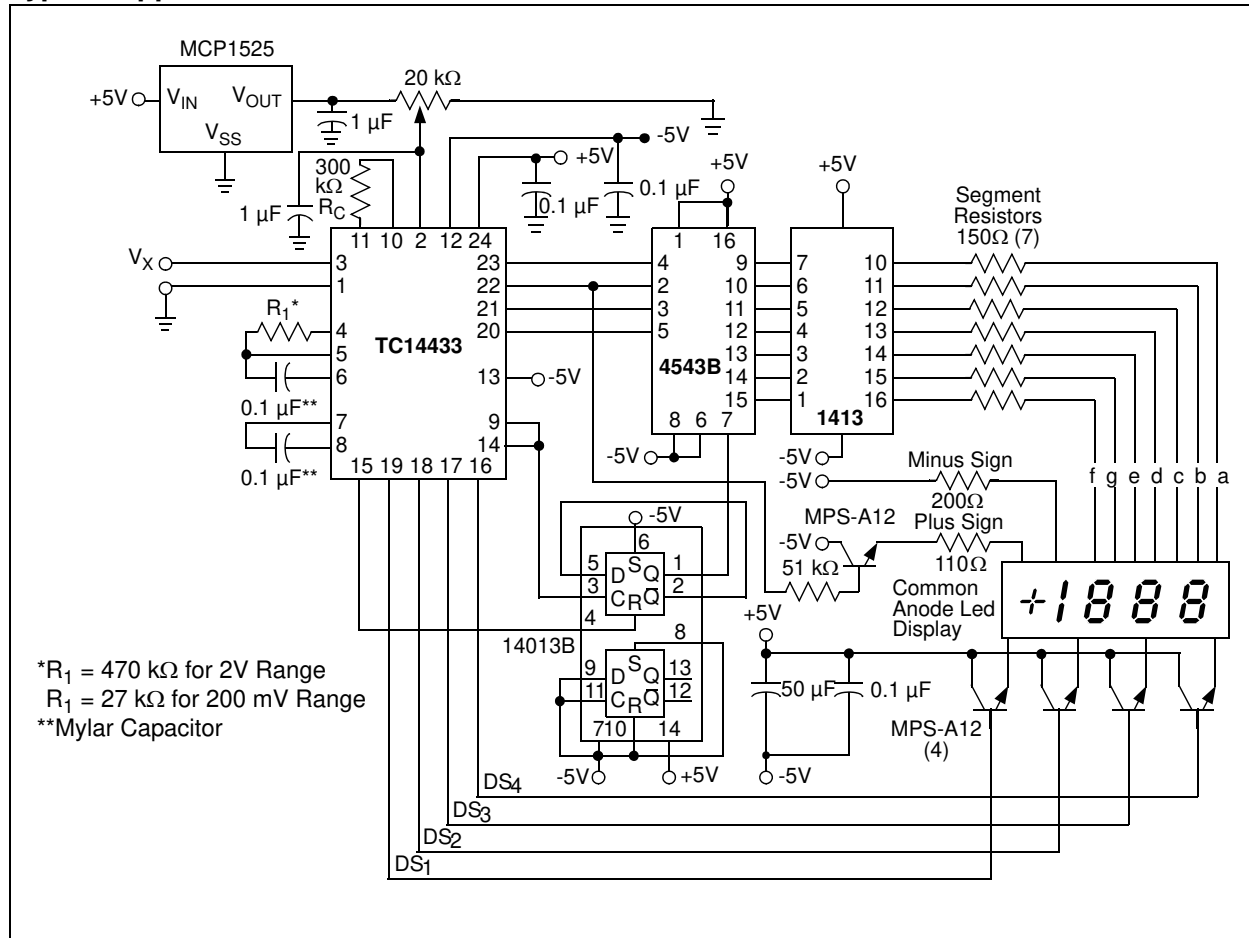 MCP1525
+5V
VIN
VOUT
VSS
1 µF
20 kΩ
-5V
+5V
0.1 µF
0.1 µF
1 µF
300
kΩ
RC
11 10 2 12 24
VX
3
1
R1*
4
5
6
0.1 µF**
7
8
0.1 µF**
TC14433
23
22
21
20
13
-5V
9
14
15 19 18 17 16
+5V
1 16
4
2
3
5
4543B
9
10
11
12
13
14
15
8 6 7
-5V
+5V
7
6
5
4
3
2
1
1413
10
11
12
13
14
15
16
-5V
Segment
Resistors
150Ω (7)
f g e d c b a
-5V
Minus Sign
200Ω
MPS-A12
-5V
Plus Sign
110Ω
51 kΩ
Common
Anode Led
Display
+1888
-5V
6
5
D S Q
1
3
C R Q
2
4
14013B
8
9
D S Q
13
11
C R Q
12
7 10 14
-5V
+5V
+5V
50 µF
0.1 µF
-5V
MPS-A12
(4)
*R1 = 470 kΩ for 2V Range
R1 = 27 kΩ for 200 mV Range
**Mylar Capacitor
DS4
DS3
DS2
DS1